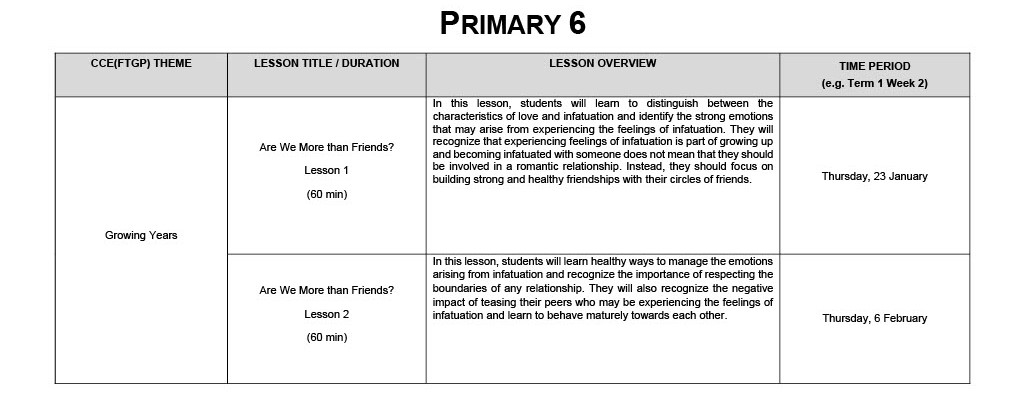 PRIMARY 6
CCE(FTGP) THEME
LESSON TITLE / DURATION
LESSON OVERVIEW
TIME PERIOD
(e.g. Term 1 Week 2)
Growing Years
Are We More than Friends?
Lesson 1
(60 min)
In this lesson, students will learn to distinguish between the
characteristics of love and infatuation and identify the strong emotions
that may arise from experiencing the feelings of infatuation. They will
recognize that experiencing feelings of infatuation is part of growing up
and becoming infatuated with someone does not mean that they should
be involved in a romantic relationship. Instead, they should focus on
building strong and healthy friendships with their circles of friends.
Thursday, 23 January
Are We More than Friends?
Lesson 2
(60 min)
In this lesson, students will learn healthy ways to manage the emotions
arising from infatuation and recognize the importance of respecting the
boundaries of any relationship. They will also recognize the negative
impact of teasing their peers who may be experiencing the feelings of
infatuation and learn to behave maturely towards each other.
Thursday, 6 February